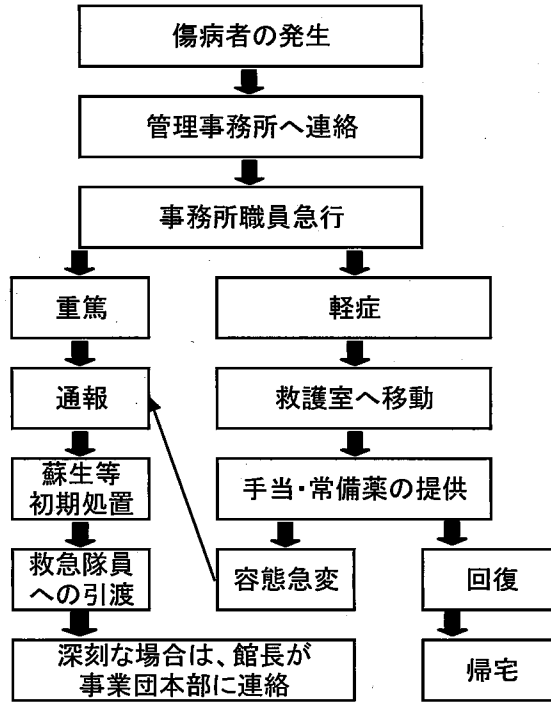 傷病者の発生
管理事務所へ連絡
事務所職員急行
重篤
軽症
通報
救護室へ移動
蘇生等
初期処置
手当・常備薬の提供
救急隊員
への引渡
容態急変
回復
深刻な場合は、館長が
事業団本部に連絡
帰宅